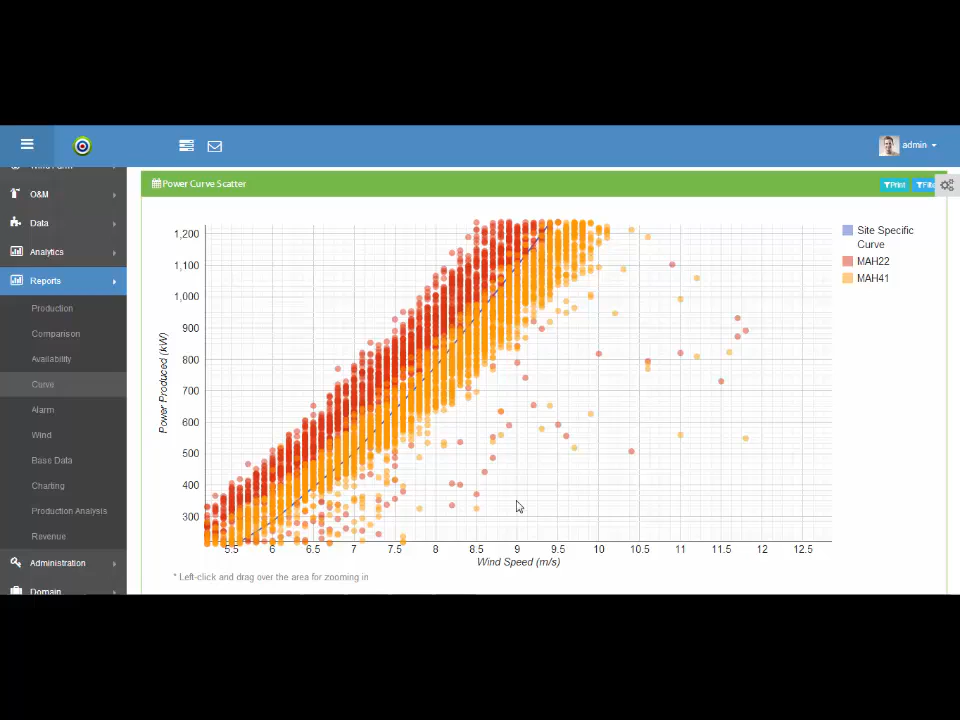 admin
Wind Farm
O&M
Data
Analytics
Reports
Production
Comparison
Availability
Curve
Alarm
Wind
Base Data
Charting
Production Analysis
Revenue
Administration
Domain
Power Curve Scatter
Print
Filte
Power Produced (kW)
1,200
1,100
1,000
900
800
700
600
500
400
300
5.5 6 6.5 7 7.5 8 8.5 9 9.5 10 10.5 11 11.5 12 12.5
Wind Speed (m/s)
Site Specific
Curve
MAH22
MAH41
* Left-click and drag over the area for zooming in